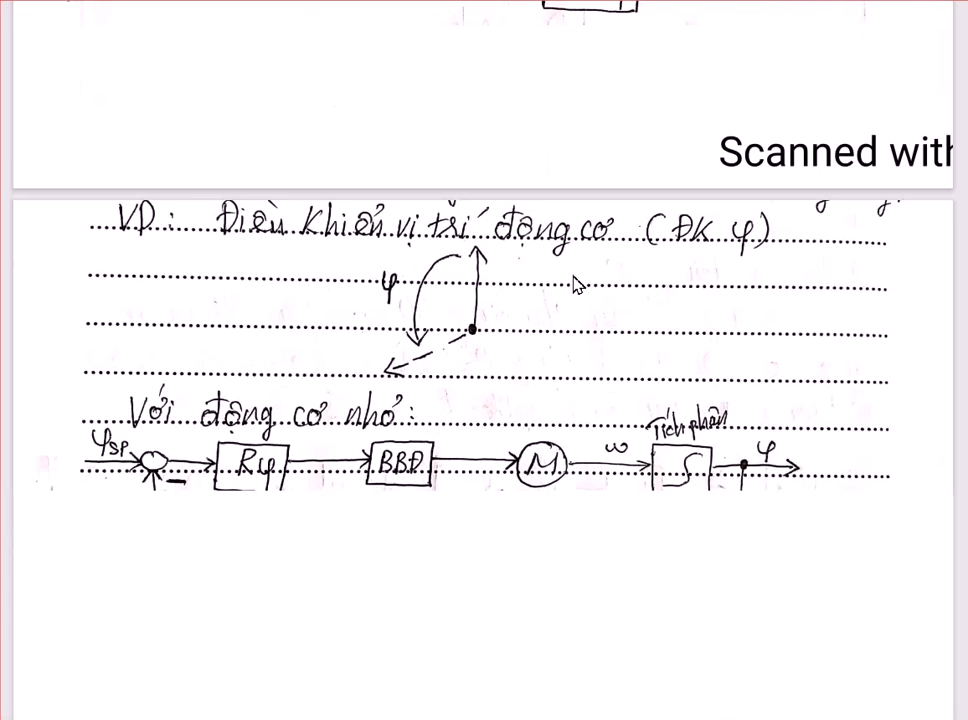 Scanned with
VD: Điều khiển vị trí động cơ (ĐK φ)
φ
Với động cơ nhỏ:
Tích phân
φSP Rφ BBĐ M ω ∫ φ
−